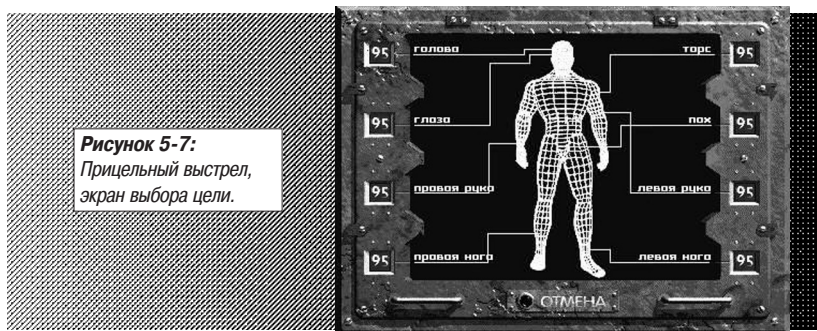 Рисунок 5-7:
Прицельный выстрел,
экран выбора цели.
95 голова торс 95
95 глаза пах 95
95 правая рука левая рука 95
95 правая нога левая нога 95
ОТМЕНА